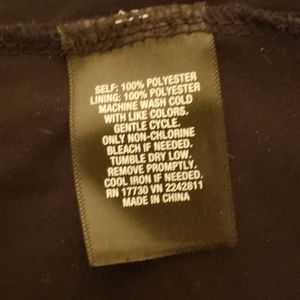 SELF: 100% POLYESTER
LINING: 100% POLYESTER
MACHINE WASH COLD
WITH LIKE COLORS,
GENTLE CYCLE.
ONLY NON-CHLORINE
BLEACH IF NEEDED.
TUMBLE DRY LOW,
REMOVE PROMPTLY.
COOL IRON IF NEEDED.
RN 17730 VN 2242811
MADE IN CHINA